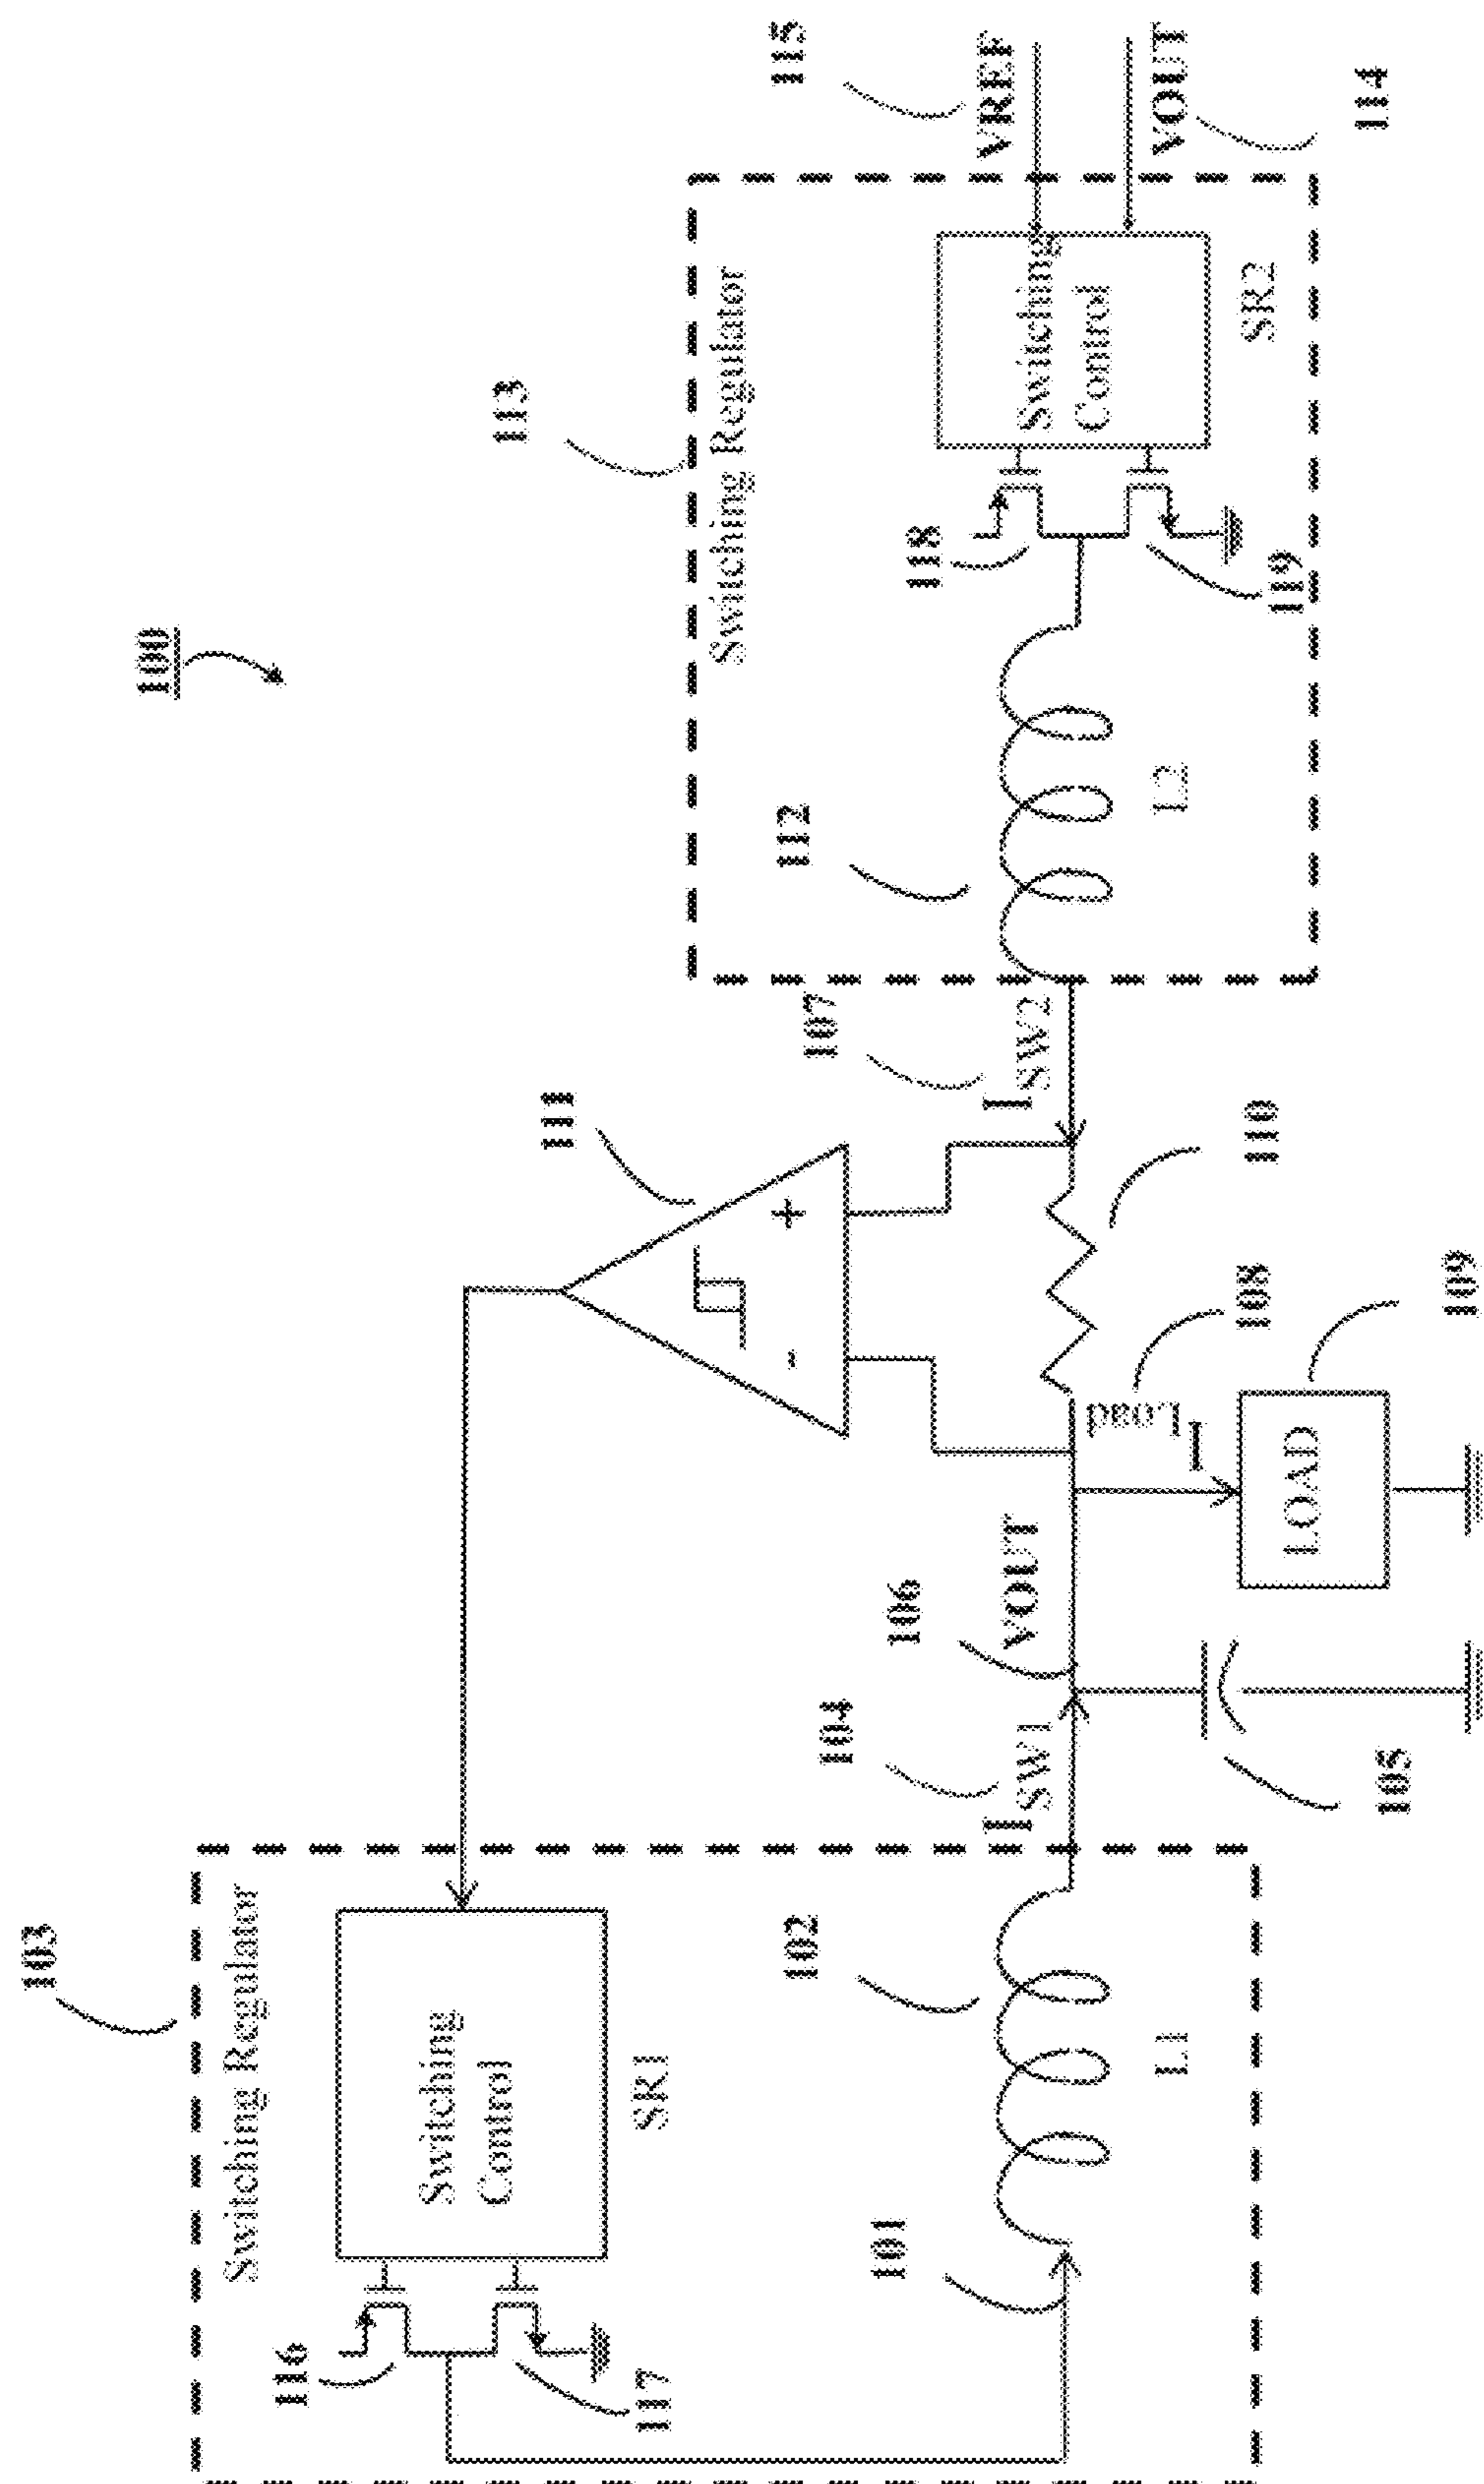 100
103
Switching Regulator
116
117
Switching
Control
SR1
101
102
L1
104
I SW1
106
VOUT
105
111
-
+
108
I Load
LOAD
109
110
107
I SW2
113
Switching Regulator
112
L2
118
119
Switching
Control
SR2
115
VREF
VOUT
114